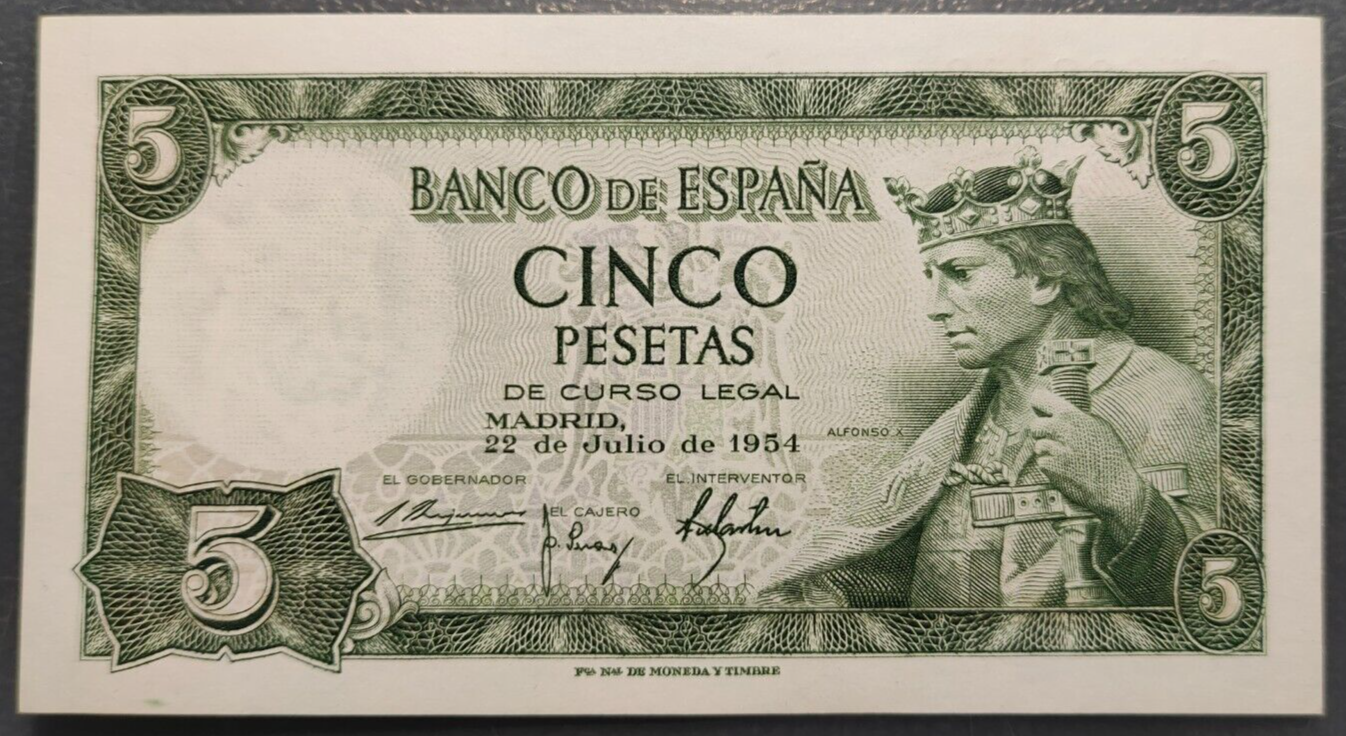 5
5
BANCO DE ESPAÑA
CINCO
PESETAS
DE CURSO LEGAL
MADRID,
22 de Julio de 1954
ALFONSO X
EL GOBERNADOR
EL INTERVENTOR
EL CAJERO
5
5
Fca Nal DE MONEDA Y TIMBRE